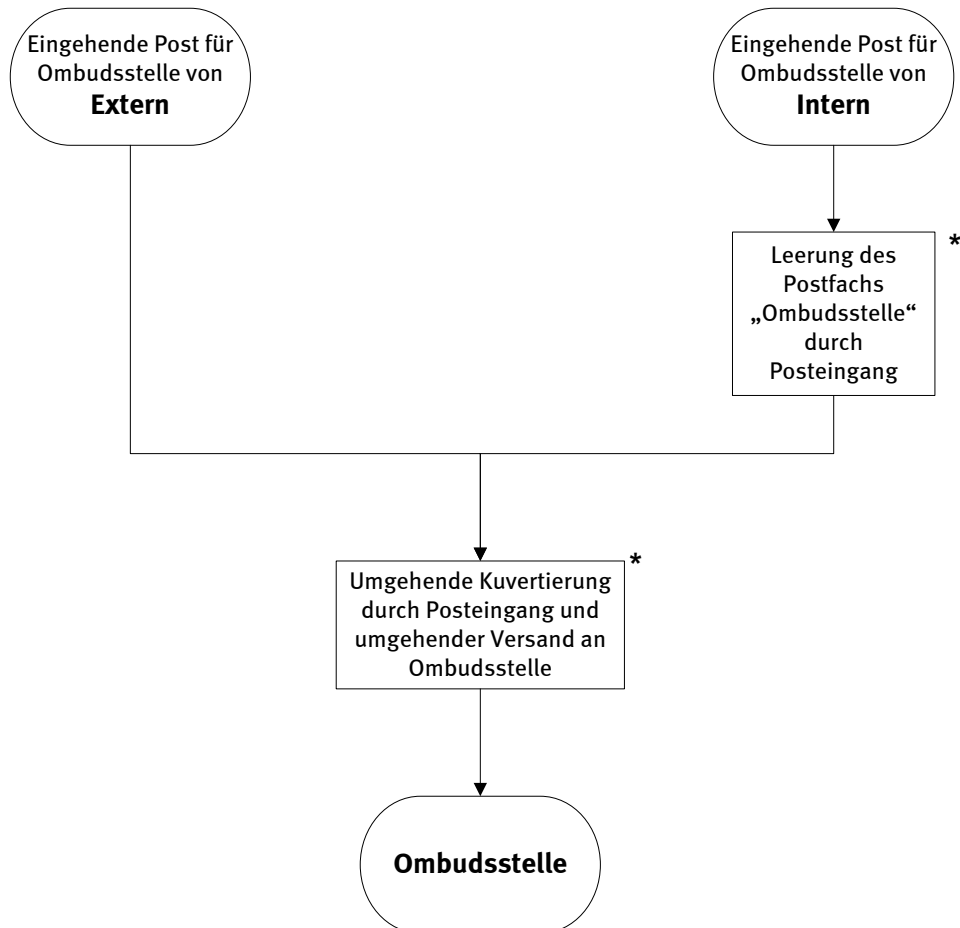 Eingehende Post für
Ombudsstelle von
Extern
Eingehende Post für
Ombudsstelle von
Intern
*
Leerung des
Postfachs
„Ombudsstelle“
durch
Posteingang
*
Umgehende Kuvertierung
durch Posteingang und
umgehender Versand an
Ombudsstelle
Ombudsstelle